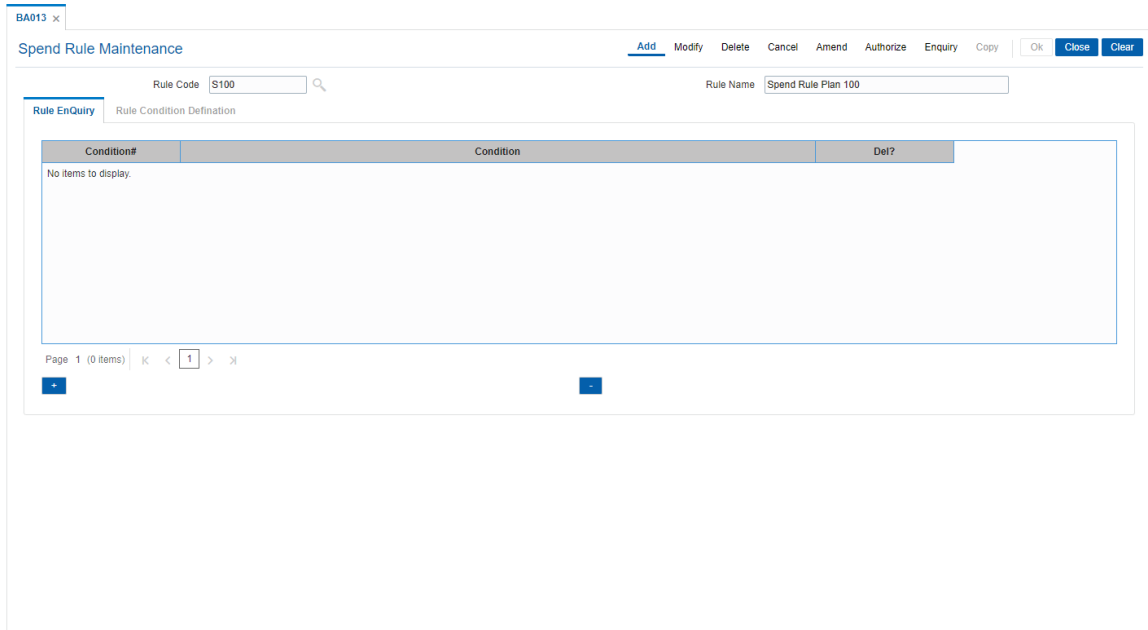 BA013 ×
Spend Rule Maintenance Add Modify Delete Cancel Amend Authorize Enquiry Copy Ok Close Clear
Rule Code S100 Rule Name Spend Rule Plan 100
Rule EnQuiry Rule Condition Defination
Condition# Condition Del?
No items to display.
Page 1 (0 items) 1
+ -